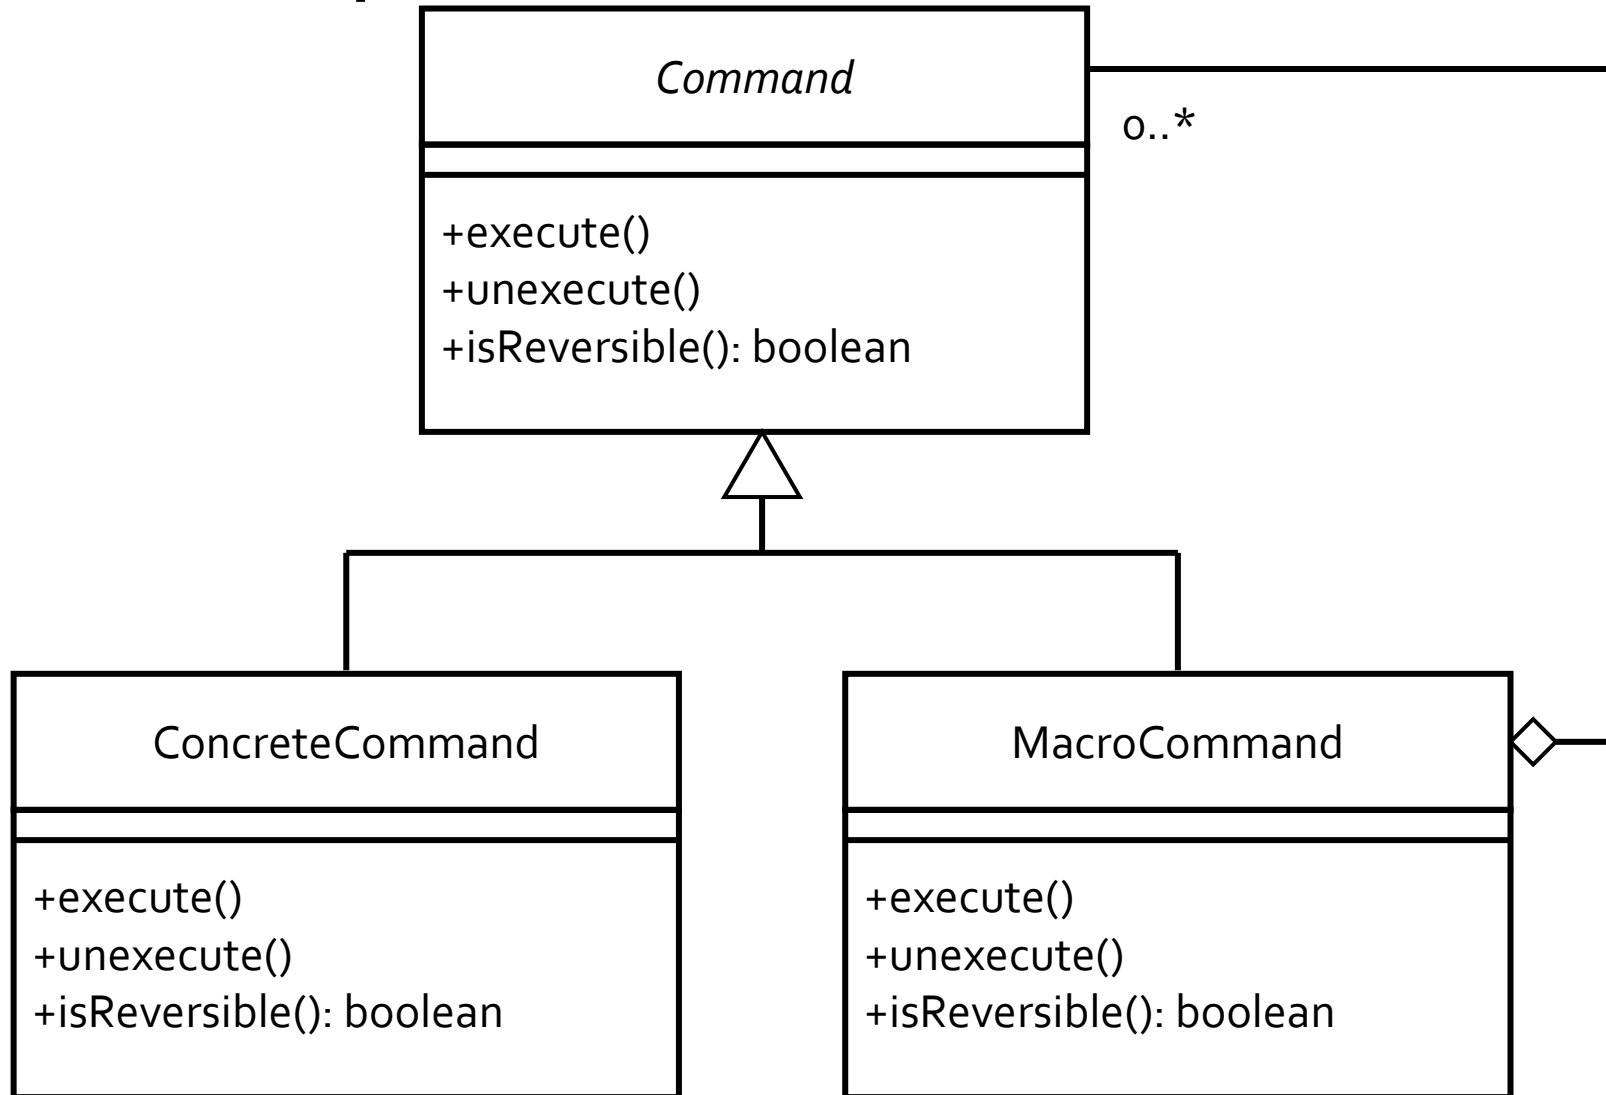 Command
0..*
+execute()
+unexecute()
+isReversible(): boolean
ConcreteCommand
+execute()
+unexecute()
+isReversible(): boolean
MacroCommand
+execute()
+unexecute()
+isReversible(): boolean